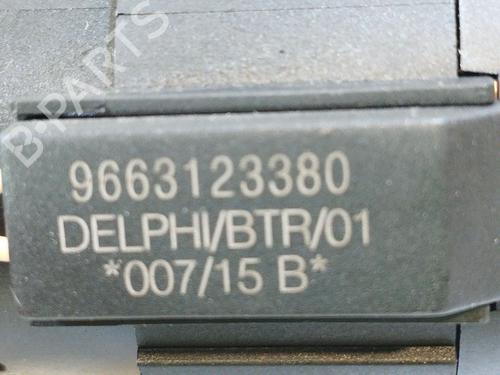 B-PARTS
9663123380
DELPHI/BTR/01
*007/15 B*